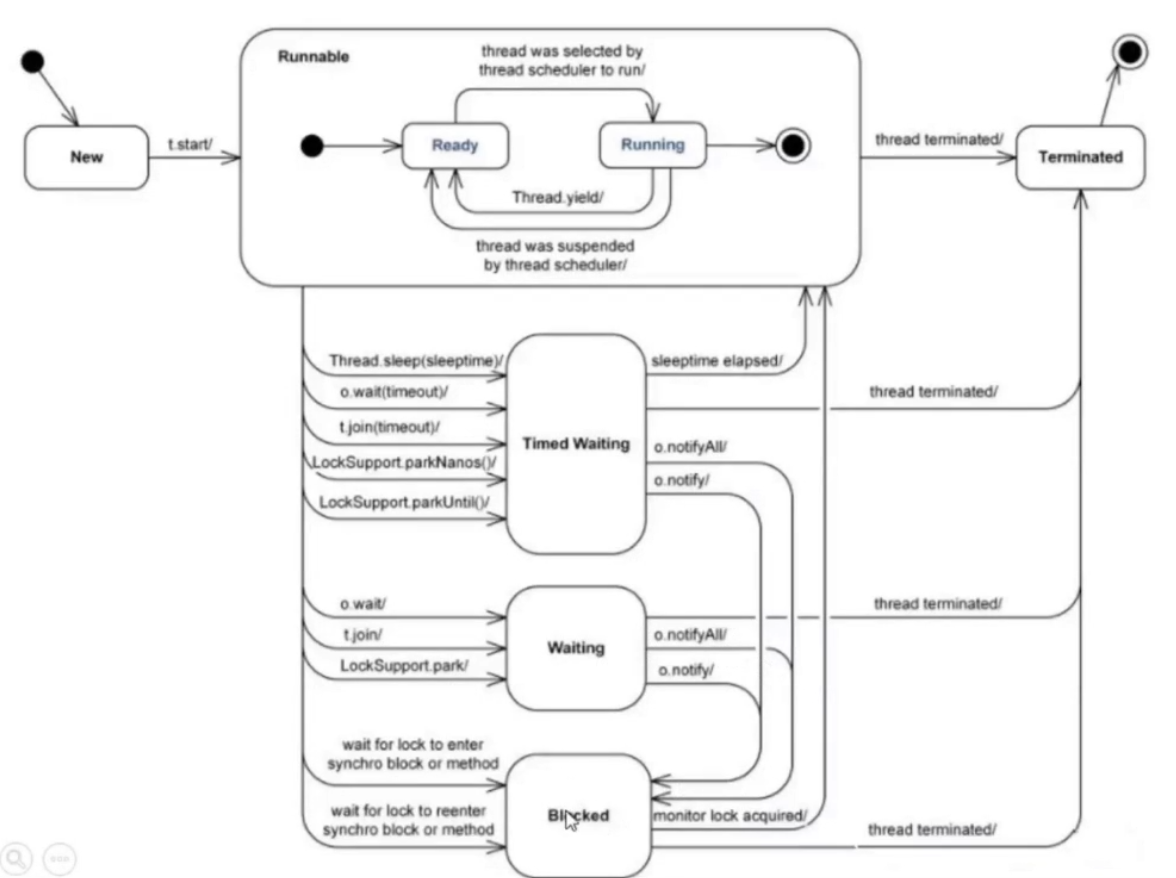 Runnable
thread was selected by
thread scheduler to run/
New
t.start/
Ready
Running
thread terminated/
Terminated
Thread.yield/
thread was suspended
by thread scheduler/
Thread.sleep(sleeptime)/
sleeptime elapsed/
o.wait(timeout)/
thread terminated/
t.join(timeout)/
Timed Waiting
o.notifyAll/
LockSupport.parkNanos()/
o.notify/
LockSupport.parkUntil()/
o.wait/
thread terminated/
t.join/
Waiting
o.notifyAll/
LockSupport.park/
o.notify/
wait for lock to enter
synchro block or method
wait for lock to reenter
synchro block or method
Blocked
monitor lock acquired/
thread terminated/